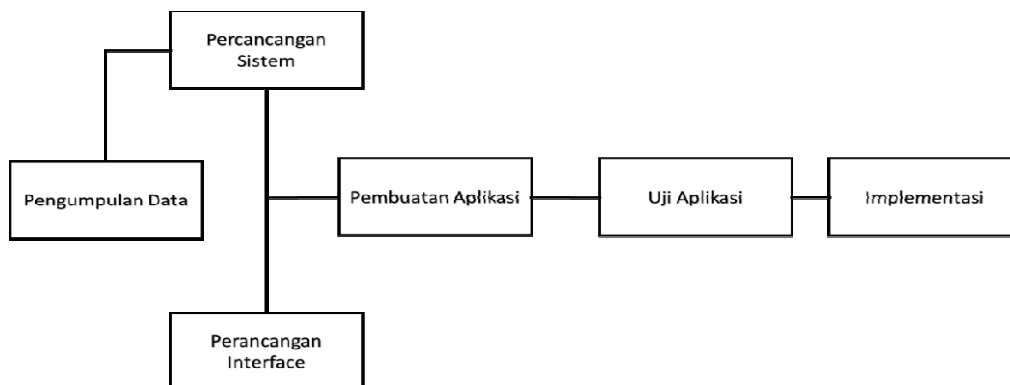 Percancangan
Sistem
Pengumpulan Data
Pembuatan Aplikasi
Uji Aplikasi
Implementasi
Perancangan
Interface